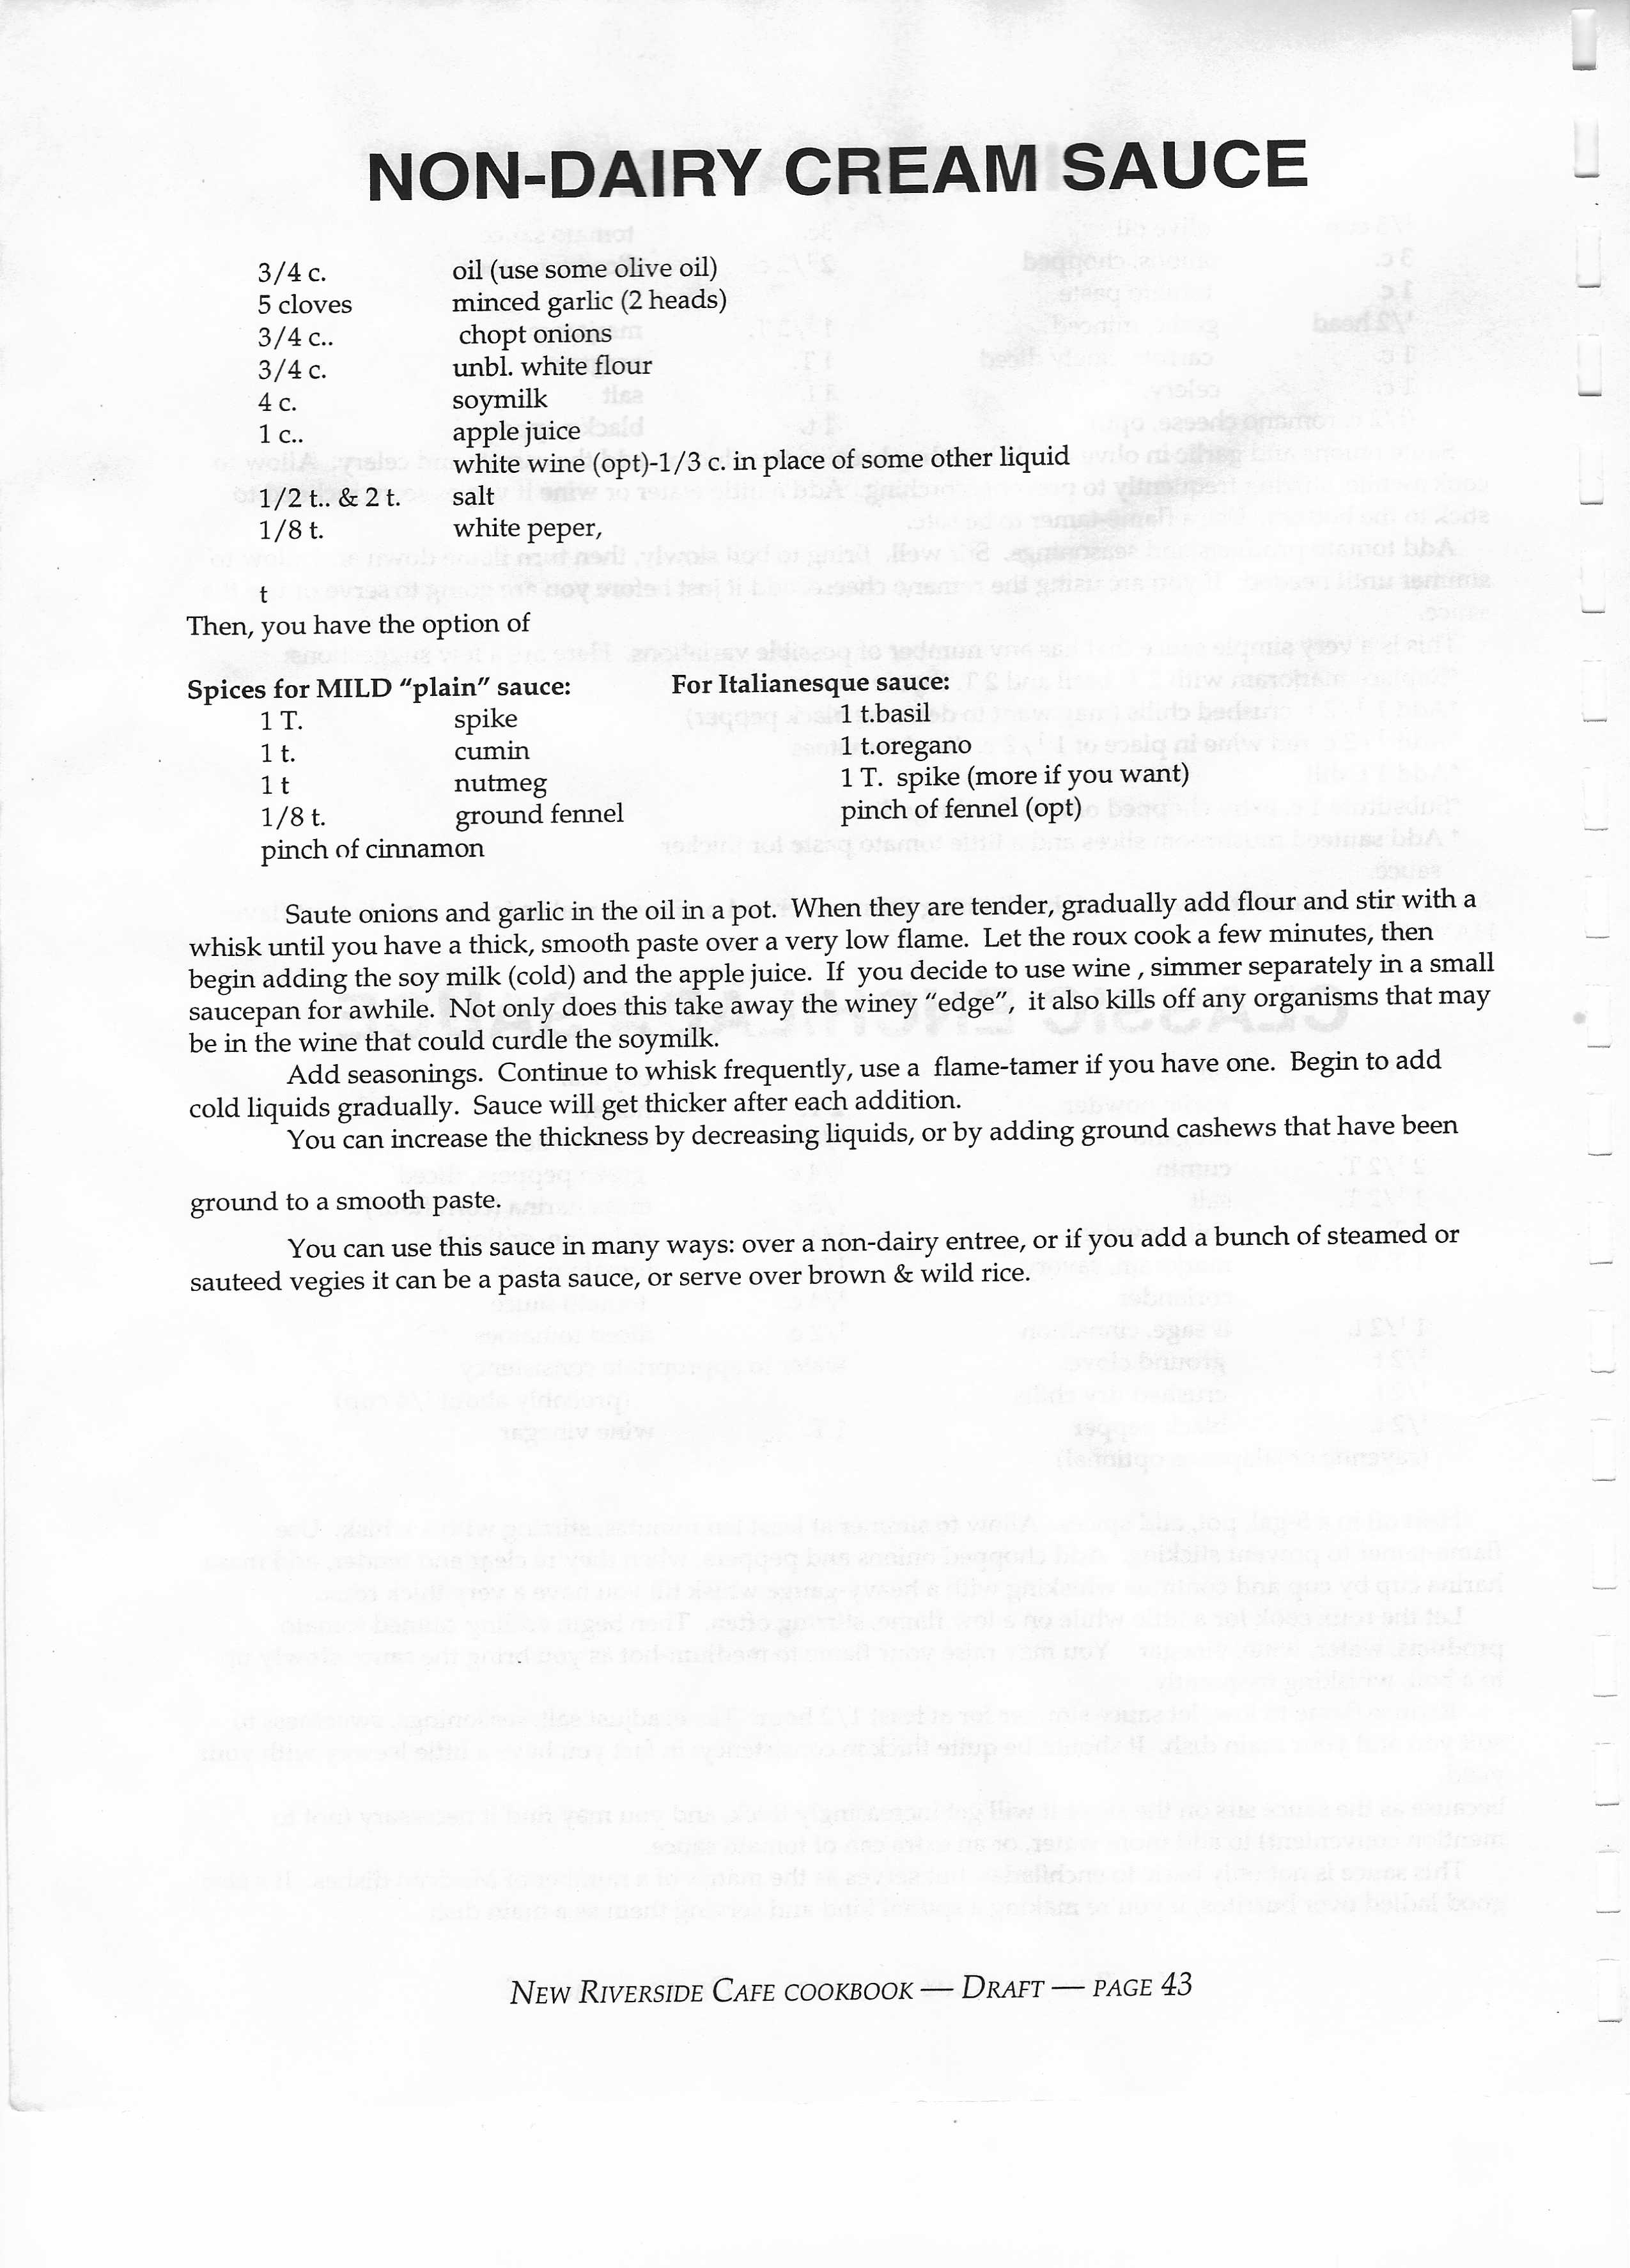 NON-DAIRY CREAM SAUCE
3/4 c. oil (use some olive oil)
5 cloves minced garlic (2 heads)
3/4 c.. chopt onions
3/4 c. unbl. white flour
4 c. soymilk
1 c.. apple juice
white wine (opt)-1/3 c. in place of some other liquid
1/2 t.. & 2 t. salt
1/8 t. white peper,
t
Then, you have the option of
Spices for MILD "plain" sauce: For Italianesque sauce:
1 T. spike 1 t.basil
1 t. cumin 1 t.oregano
1 t nutmeg 1 T. spike (more if you want)
1/8 t. ground fennel pinch of fennel (opt)
pinch of cinnamon
Saute onions and garlic in the oil in a pot. When they are tender, gradually add flour and stir with a
whisk until you have a thick, smooth paste over a very low flame. Let the roux cook a few minutes, then
begin adding the soy milk (cold) and the apple juice. If you decide to use wine , simmer separately in a small
saucepan for awhile. Not only does this take away the winey "edge", it also kills off any organisms that may
be in the wine that could curdle the soymilk.
Add seasonings. Continue to whisk frequently, use a flame-tamer if you have one. Begin to add
cold liquids gradually. Sauce will get thicker after each addition.
You can increase the thickness by decreasing liquids, or by adding ground cashews that have been
ground to a smooth paste.
You can use this sauce in many ways: over a non-dairy entree, or if you add a bunch of steamed or
sauteed vegies it can be a pasta sauce, or serve over brown & wild rice.
NEW RIVERSIDE CAFE COOKBOOK — DRAFT — PAGE 43